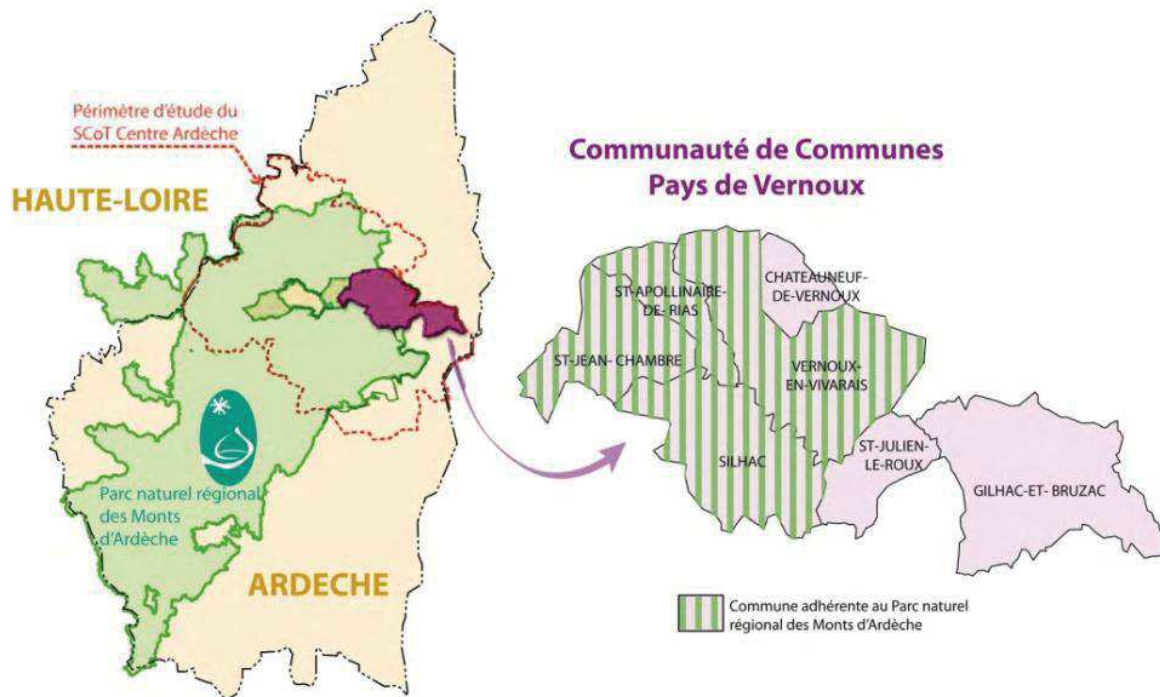 Périmètre d'étude du
SCoT Centre Ardèche
HAUTE-LOIRE
Parc naturel régional
des Monts
d'Ardèche
ARDECHE
Communauté de Communes
Pays de Vernoux
CHATEAUNEUF-
DE-VERNOUX
ST-APOLLINAIRE-
DE- RIAS
ST-JEAN- CHAMBRE
VERNOUX-
EN-VIVARAIS
SILHAC
ST-JULIEN-
LE-ROUX
GILHAC-ET- BRUZAC
Commune adhérente au Parc naturel
régional des Monts d'Ardèche